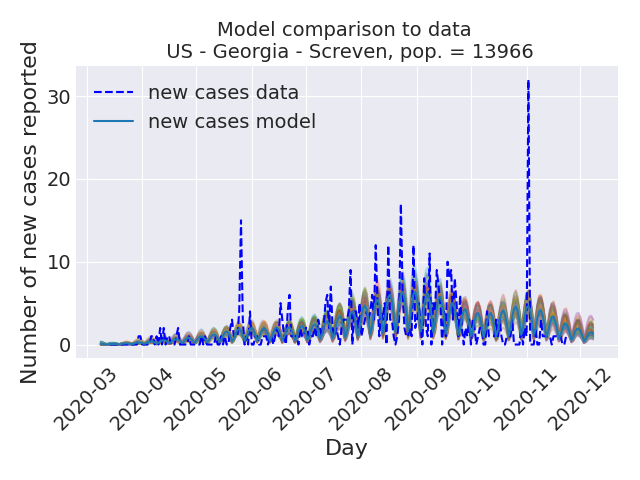 Model comparison to data
US - Georgia - Screven, pop. = 13966
Number of new cases reported
30
20
10
0
new cases data
new cases model
2020-03
2020-04
2020-05
2020-06
2020-07
2020-08
2020-09
2020-10
2020-11
2020-12
Day